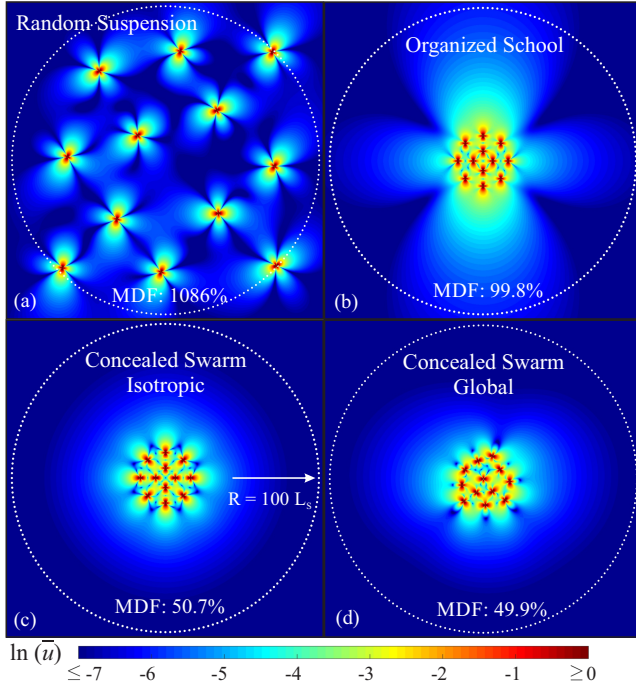 Random Suspension
(a)
MDF: 1086%
Organized School
(b)
MDF: 99.8%
Concealed Swarm
Isotropic
R = 100 Lₛ
(c)
MDF: 50.7%
Concealed Swarm
Global
(d)
MDF: 49.9%
ln (u̅)
≤ -7 -6 -5 -4 -3 -2 -1 ≥ 0